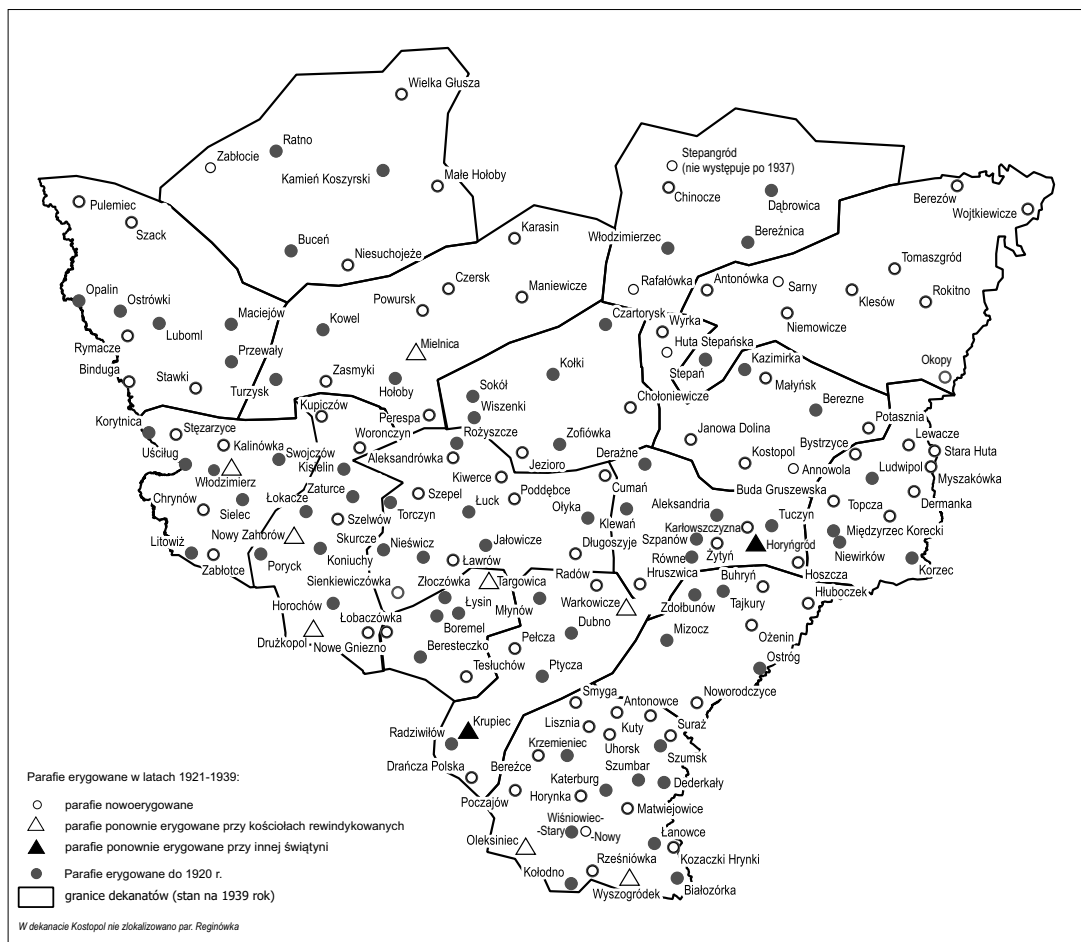 Wielka Głusza
Ratno
Zabłocie
Kamień Koszyrski
Małe Hołoby
Stepangród
(nie występuje po 1937)
Chinocze
Dąbrowica
Berezów
Wojtkiewicze
Pulemiec
Szack
Buceń
Niesuchojeże
Karasin
Włodzimierzec
Bereźnica
Tomaszgród
Czersk
Rafałówka
Antonówka
Sarny
Klesów
Rokitno
Opalin
Ostrówki
Luboml
Maciejów
Powursk
Maniewicze
Kowel
Czartorysk
Wyrka
Niemowicze
Rymacze
Przewały
Mielnica
Huta Stepańska
Stepań
Kazimirka
Okopy
Binduga
Stawki
Turzysk
Zasmyki
Hołoby
Kołki
Małyńsk
Sokół
Wiszenki
Chołoniewicze
Berezne
Korytnica
Stężarzyce
Kupiczów
Perespa
Potasznia
Kalinówka
Swojczów
Woronczyn
Rożyszcze
Zofiówka
Janowa Dolina
Bystrzyce
Lewacze
Stara Huta
Uściług
Włodzimierz
Kisielin
Aleksandrówka
Jezioro
Deraźne
Kostopol
Annowola
Ludwipol
Myszakówka
Chrynów
Sielec
Łokacze
Zaturce
Szepel
Kiwerce
Poddębce
Cumań
Buda Gruszewska
Topcza
Dermanka
Torczyn
Łuck
Ołyka
Klewań
Aleksandria
Szelwów
Karłowszczyzna
Tuczyn
Międzyrzec Korecki
Nowy Zahorów
Skurcze
Litowiż
Zabłotce
Poryck
Koniuchy
Nieświcz
Jałowicze
Długoszyje
Szpanów
Horyńgród
Niewirków
Ławrów
Równe
Żytyń
Hoszcza
Korzec
Sienkiewiczówka
Złoczówka
Targowica
Radów
Hruszwica
Buhryń
Hłuboczek
Horochów
Łysin
Młynów
Warkowicze
Zdołbunów
Tajkury
Łobaczówka
Boremel
Dubno
Drużkopol
Nowe Gniezno
Beresteczko
Pełcza
Mizocz
Ożenin
Tesłuchów
Ptycza
Ostróg
Smyga
Antonowce
Noworodczyce
Krupiec
Lisznia
Kuty
Suraż
Radziwiłów
Uhorsk
Krzemieniec
Szumsk
Drańcza Polska
Bereźce
Szumbar
Katerburg
Dederkały
Poczajów
Horynka
Matwiejowice
Wiśniowiec
-Stary
-Nowy
Łanowce
Oleksiniec
Kozaczki Hrynki
Rześniówka
Kołodno
Wyszogródek
Białozórka
Parafie erygowane w latach 1921-1939:
parafie nowoerygowane
parafie ponownie erygowane przy kościołach rewindykowanych
parafie ponownie erygowane przy innej świątyni
Parafie erygowane do 1920 r.
granice dekanatów (stan na 1939 rok)
W dekanacie Kostopol nie zlokalizowano par. Reginówka